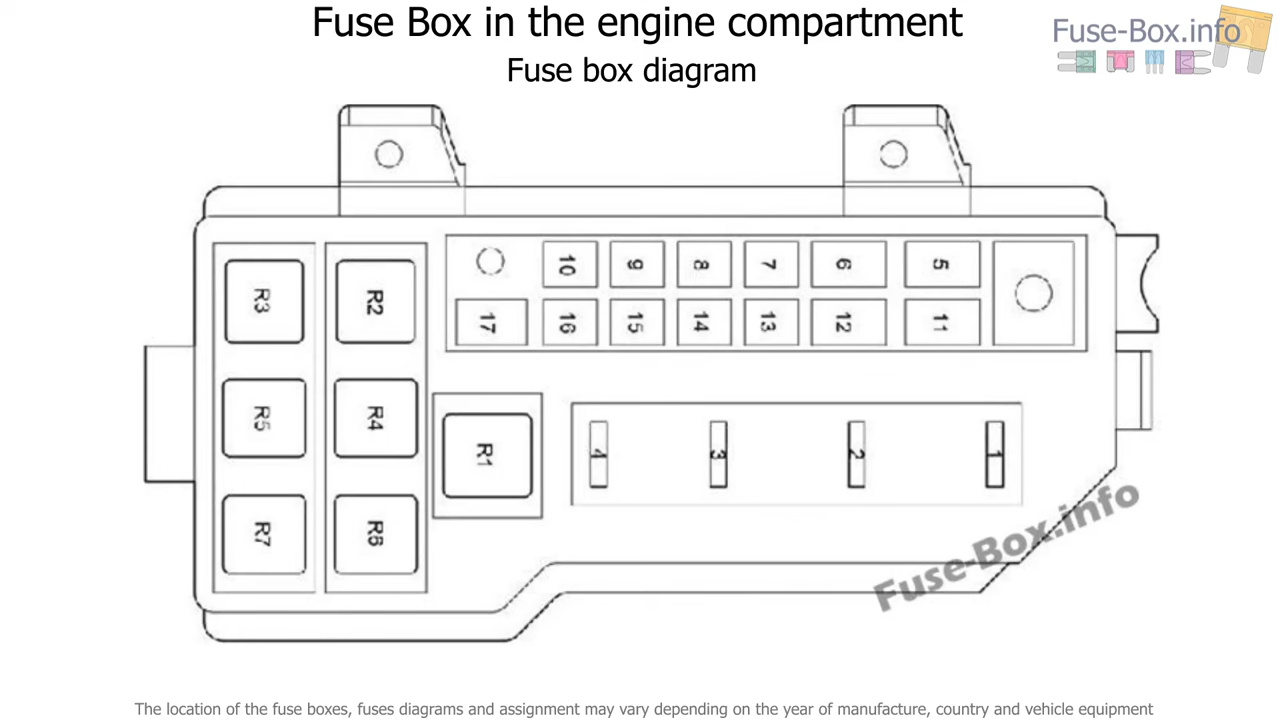 Fuse Box in the engine compartment
Fuse-Box.info
Fuse box diagram
10 9 8 7 6 5
R3 R2
17 16 15 14 13 12 11
R5 R4
R1 4 3 2 1
R7 R6
Fuse-Box.info
The location of the fuse boxes, fuses diagrams and assignment may vary depending on the year of manufacture, country and vehicle equipment